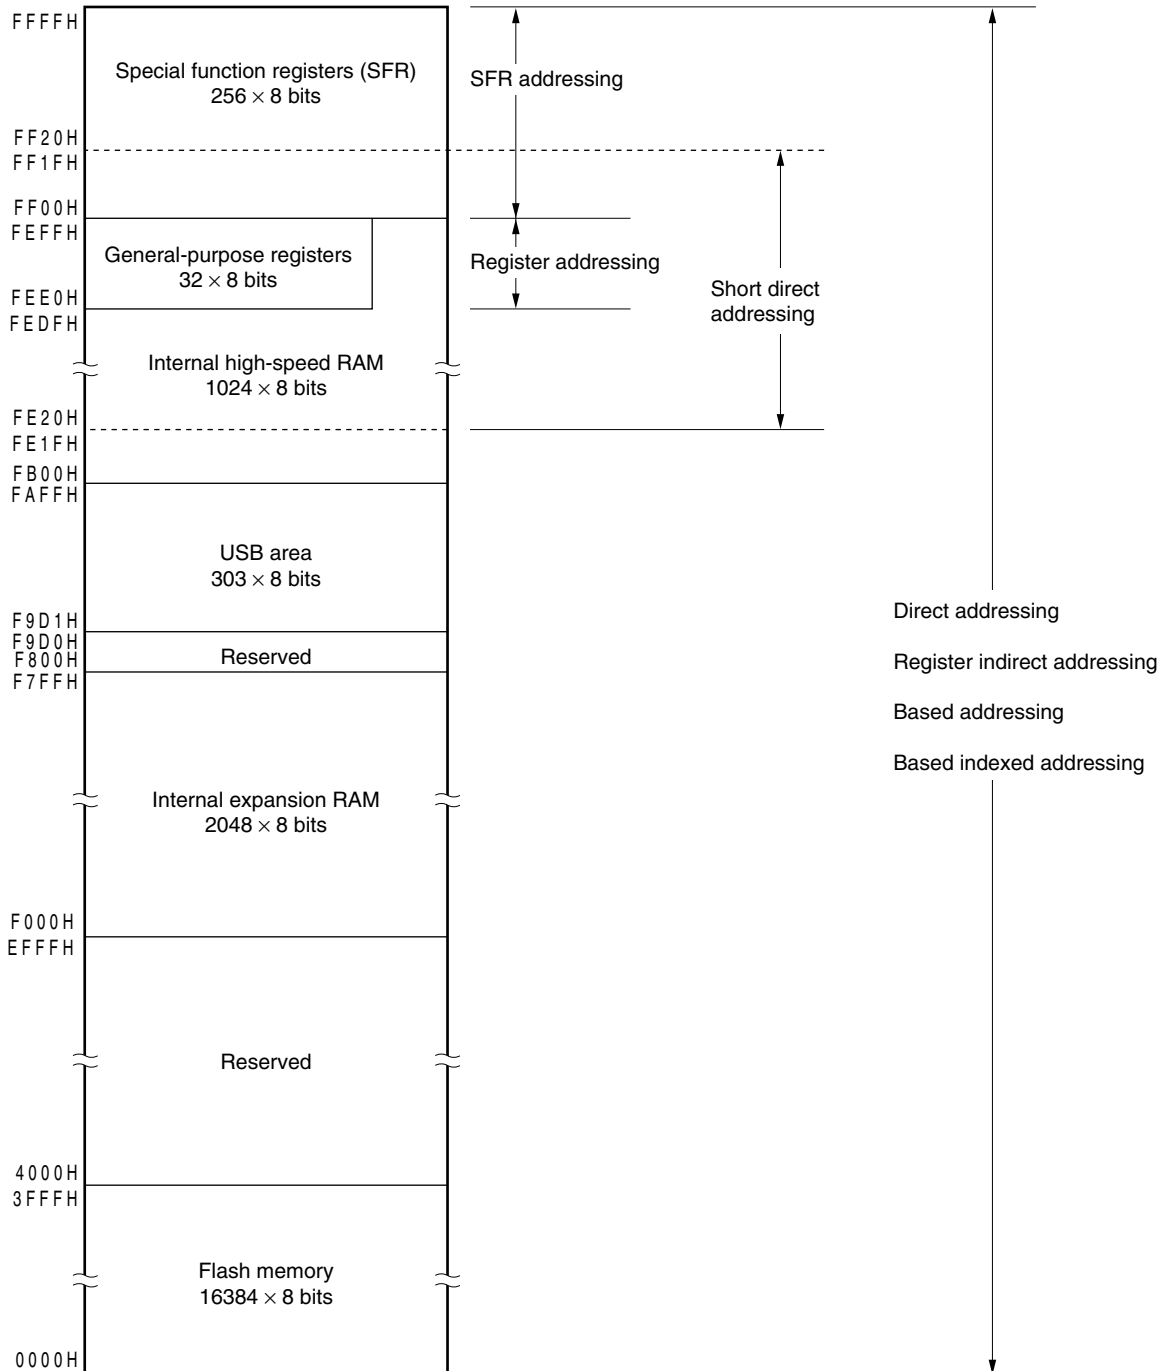 FFFFH
Special function registers (SFR)
256 × 8 bits
SFR addressing
FF20H
FF1FH
FF00H
FEFFH
General-purpose registers
32 × 8 bits
Register addressing
Short direct
addressing
FEE0H
FEDFH
Internal high-speed RAM
1024 × 8 bits
FE20H
FE1FH
FB00H
FAFFH
USB area
303 × 8 bits
F9D1H
F9D0H
Reserved
F800H
F7FFH
Direct addressing
Register indirect addressing
Based addressing
Based indexed addressing
Internal expansion RAM
2048 × 8 bits
F000H
EFFFH
Reserved
4000H
3FFFH
Flash memory
16384 × 8 bits
0000H